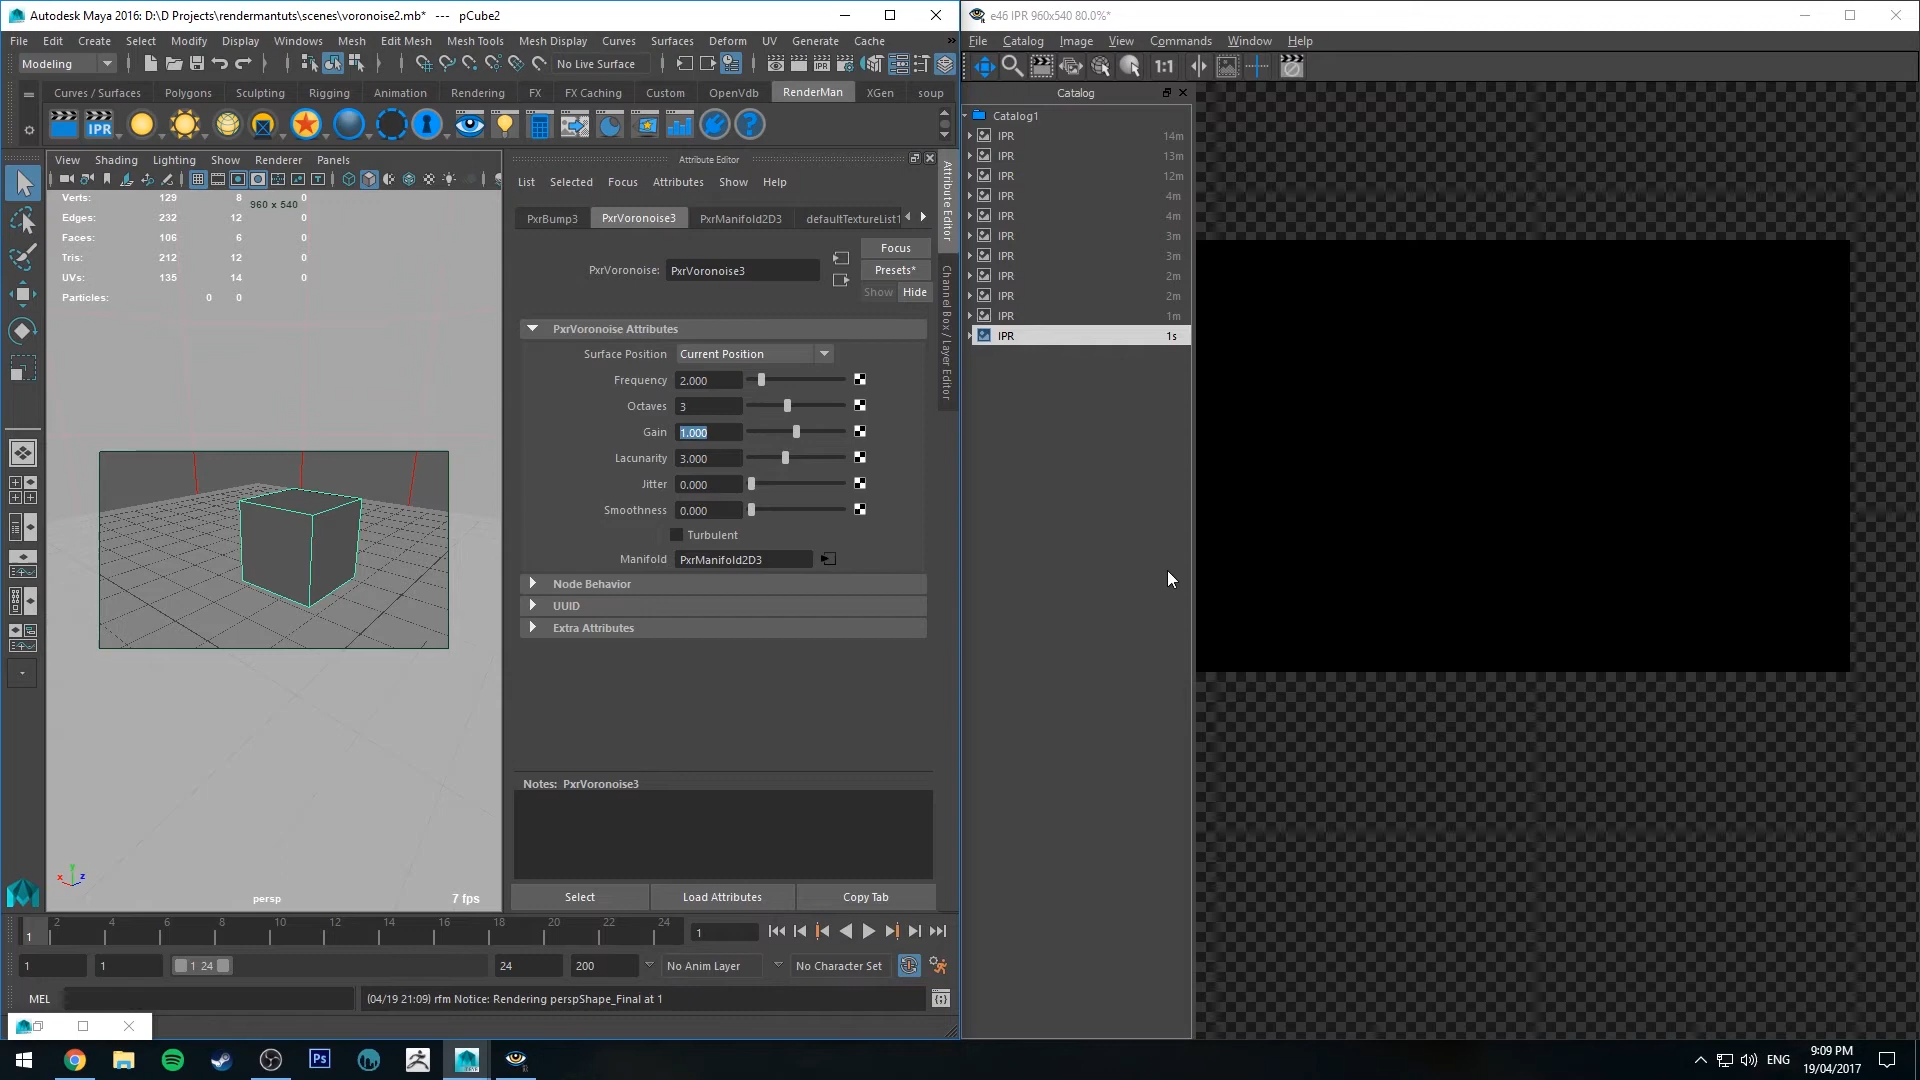 Autodesk Maya 2016: D:\D Projects\rendermantuts\scenes\voronoise2.mb* --- pCube2
File Edit Create Select Modify Display Windows Mesh Edit Mesh Mesh Tools Mesh Display Curves Surfaces Deform UV Generate Cache
Modeling
No Live Surface
Curves / Surfaces Polygons Sculpting Rigging Animation Rendering FX FX Caching Custom OpenVdb RenderMan XGen soup
IPR
View Shading Lighting Show Renderer Panels
Verts: 129 8 0
960 x 540
Edges: 232 12 0
Faces: 106 6 0
Tris: 212 12 0
UVs: 135 14 0
Particles: 0 0
persp
7 fps
Attribute Editor
List Selected Focus Attributes Show Help
PxrBump3 PxrVoronoise3 PxrManifold2D3 defaultTextureList1
PxrVoronoise: PxrVoronoise3
Focus
Presets*
Show Hide
PxrVoronoise Attributes
Surface Position Current Position
Frequency 2.000
Octaves 3
Gain 1.000
Lacunarity 3.000
Jitter 0.000
Smoothness 0.000
Turbulent
Manifold PxrManifold2D3
Node Behavior
UUID
Extra Attributes
Notes: PxrVoronoise3
Select Load Attributes Copy Tab
Attribute Editor
Channel Box / Layer Editor
1 2 4 6 8 10 12 14 16 18 20 22 24 1
1 1 1 24 24 200 No Anim Layer No Character Set
MEL
(04/19 21:09) rfm Notice: Rendering perspShape_Final at 1
e46 IPR 960x540 80.0%*
File Catalog Image View Commands Window Help
1:1
Catalog
Catalog1
IPR 14m
IPR 13m
IPR 12m
IPR 4m
IPR 4m
IPR 3m
IPR 3m
IPR 2m
IPR 2m
IPR 1m
IPR 1s
Ps
ENG
9:09 PM
19/04/2017